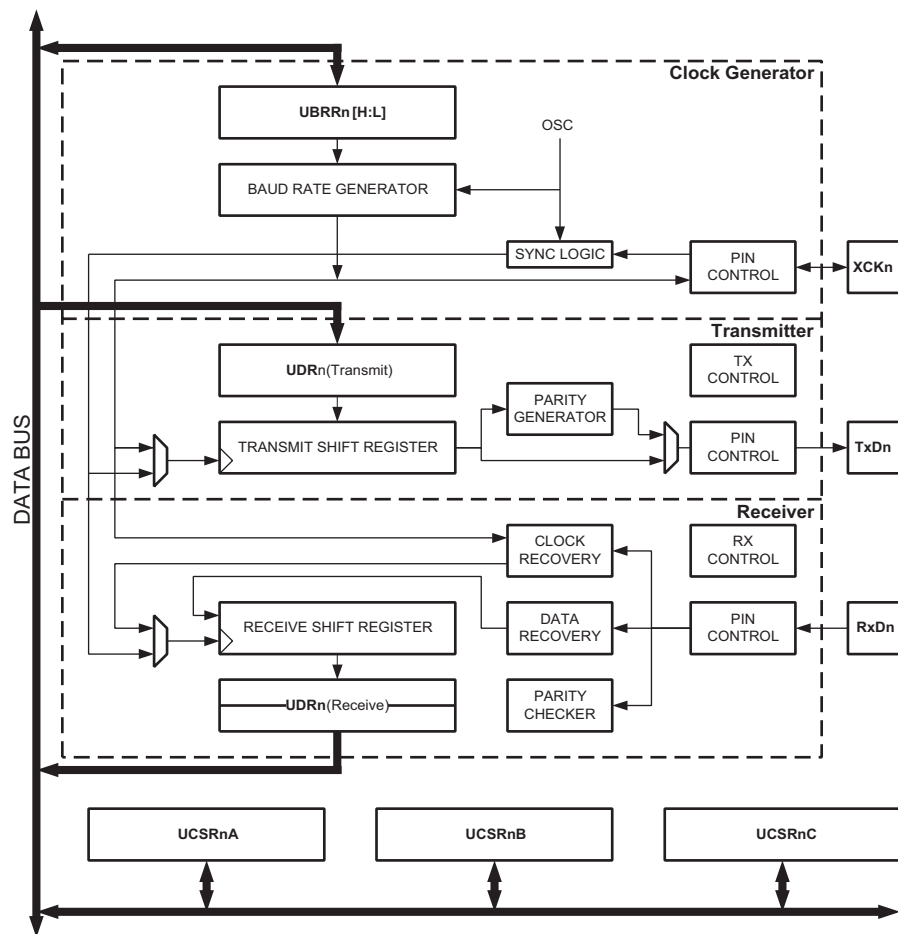 Clock Generator
UBRRn [H:L]
OSC
BAUD RATE GENERATOR
SYNC LOGIC
PIN
CONTROL
XCKn
Transmitter
UDRn(Transmit)
TX
CONTROL
PARITY
GENERATOR
TRANSMIT SHIFT REGISTER
PIN
CONTROL
TxDn
DATA BUS
Receiver
CLOCK
RECOVERY
RX
CONTROL
RECEIVE SHIFT REGISTER
DATA
RECOVERY
PIN
CONTROL
RxDn
UDRn(Receive)
PARITY
CHECKER
UCSRnA
UCSRnB
UCSRnC